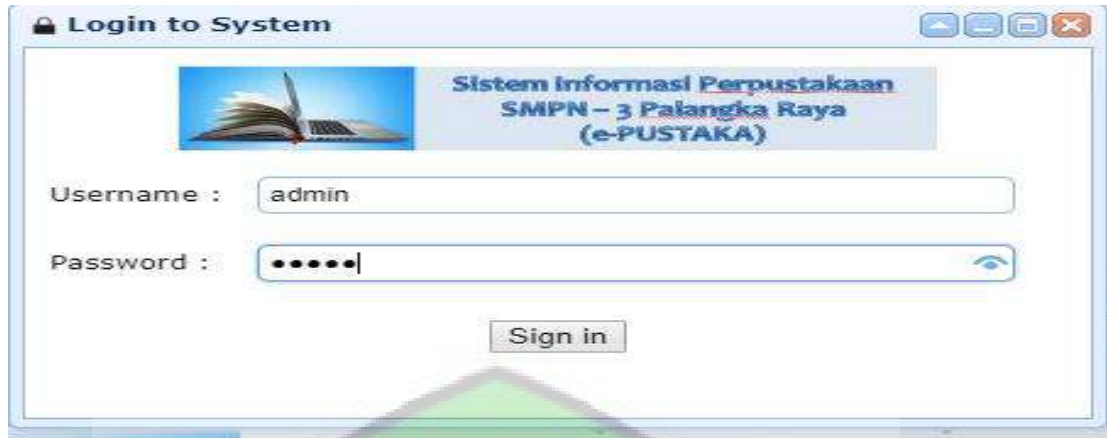 Login to System
Sistem Informasi Perpustakaan
SMPN – 3 Palangka Raya
(e-PUSTAKA)
Username :
admin
Password :
•••••
Sign in